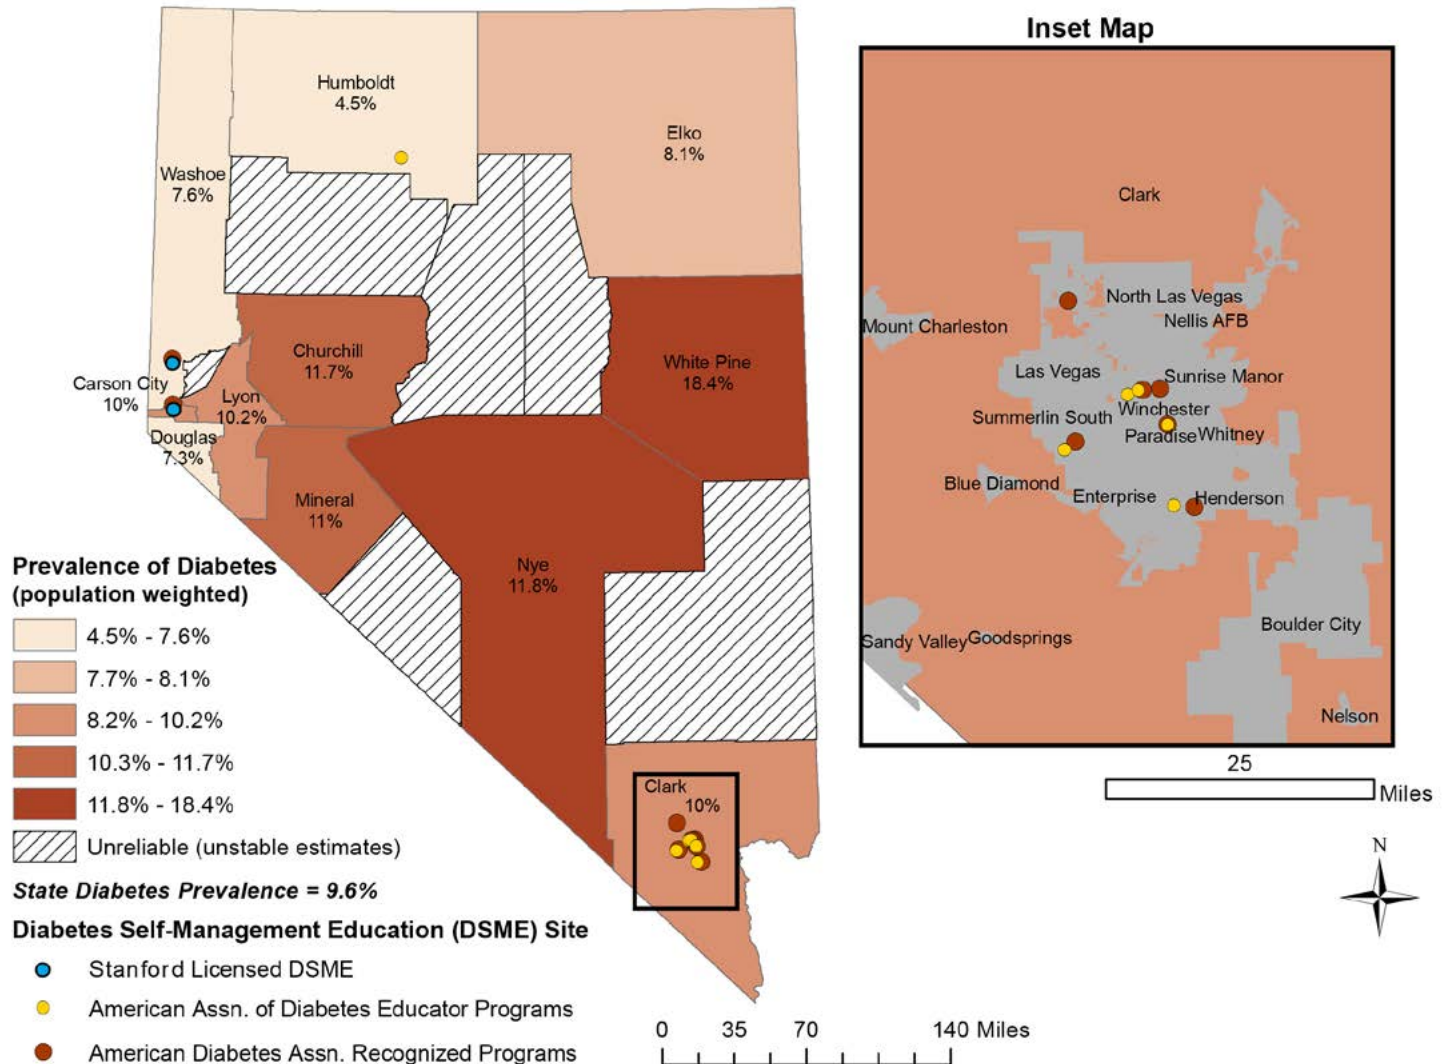 Humboldt
4.5%
Elko
8.1%
Washoe
7.6%
Churchill
11.7%
White Pine
18.4%
Carson City
10%
Lyon
10.2%
Douglas
7.3%
Mineral
11%
Nye
11.8%
Clark
10%
Prevalence of Diabetes
(population weighted)
4.5% - 7.6%
7.7% - 8.1%
8.2% - 10.2%
10.3% - 11.7%
11.8% - 18.4%
Unreliable (unstable estimates)
State Diabetes Prevalence = 9.6%
Diabetes Self-Management Education (DSME) Site
Stanford Licensed DSME
American Assn. of Diabetes Educator Programs
American Diabetes Assn. Recognized Programs
0 35 70 140 Miles
Inset Map
Clark
North Las Vegas
Nellis AFB
Mount Charleston
Las Vegas
Sunrise Manor
Winchester
Summerlin South
Paradise Whitney
Blue Diamond
Enterprise
Henderson
Boulder City
Sandy Valley Goodsprings
Nelson
25
Miles
N